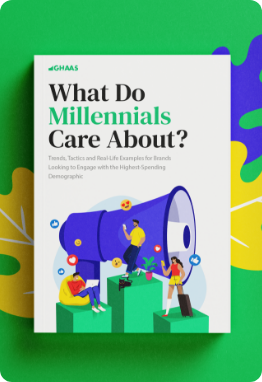 GHAAS
What Do
Millennials
Care About?
Trends, Tactics and Real-Life Examples for Brands
Looking to Engage with the Highest-Spending
Demographic